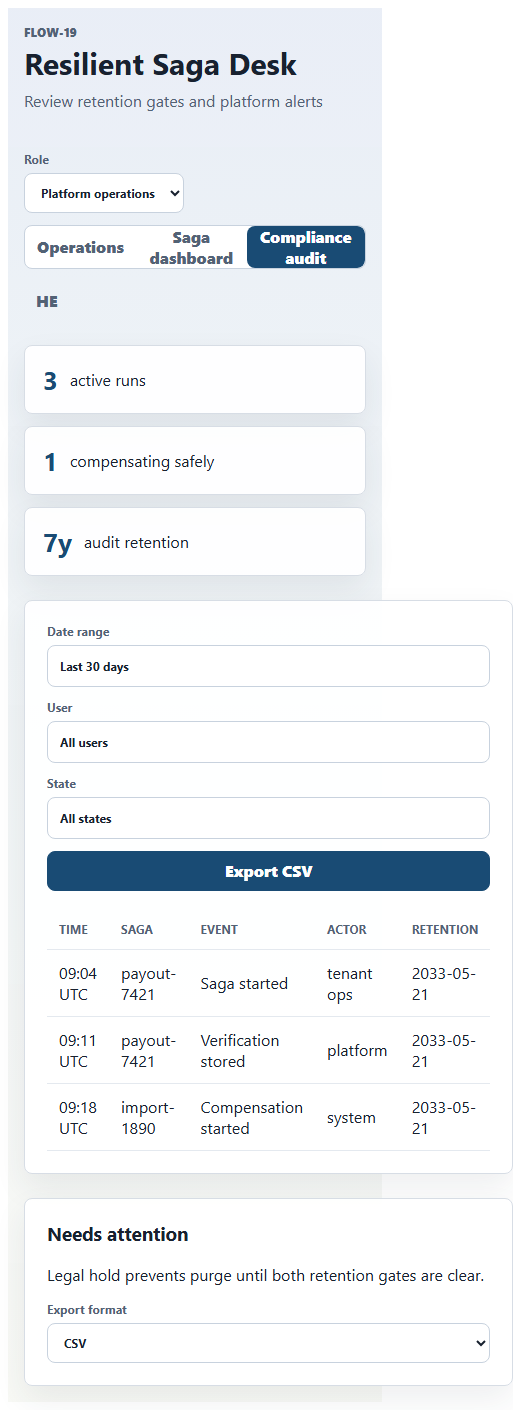 FLOW-19
Resilient Saga Desk
Review retention gates and platform alerts
Role
Platform operations
Operations
Saga dashboard
Compliance audit
HE
3 active runs
1 compensating safely
7y audit retention
Date range
Last 30 days
User
All users
State
All states
Export CSV
TIME SAGA EVENT ACTOR RETENTION
09:04 UTC payout-7421 Saga started tenant ops 2033-05-21
09:11 UTC payout-7421 Verification stored platform 2033-05-21
09:18 UTC import-1890 Compensation started system 2033-05-21
Needs attention
Legal hold prevents purge until both retention gates are clear.
Export format
CSV